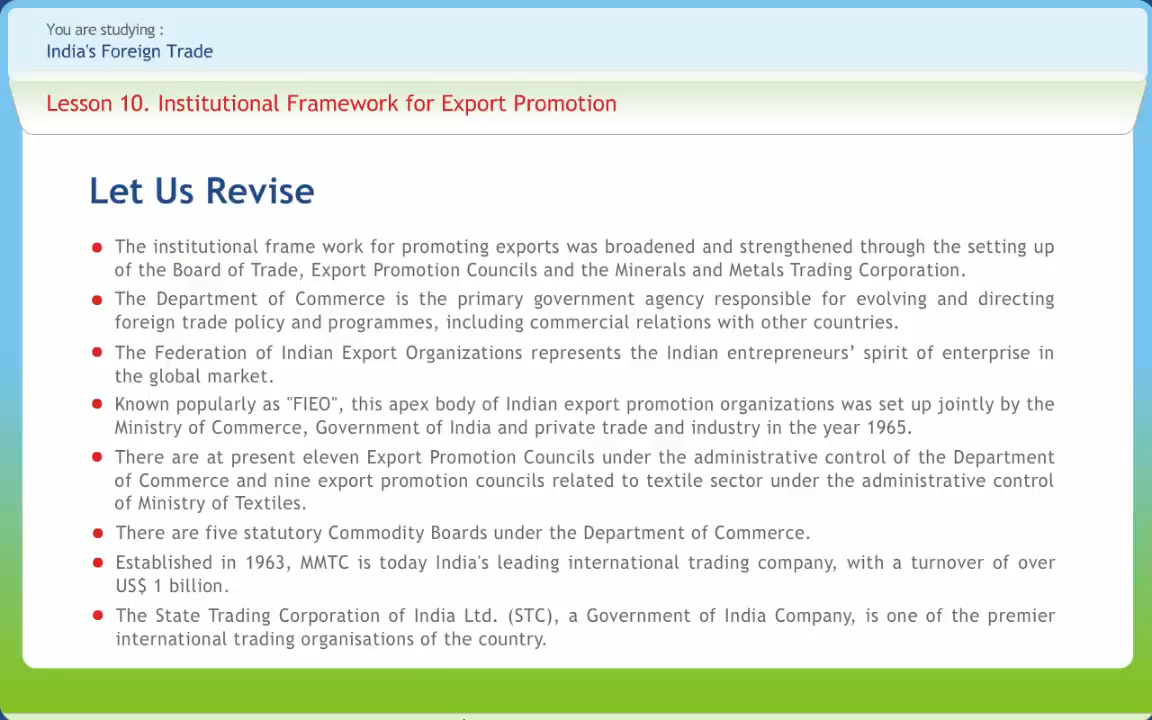 You are studying :
India's Foreign Trade
Lesson 10. Institutional Framework for Export Promotion
Let Us Revise
The institutional frame work for promoting exports was broadened and strengthened through the setting up
of the Board of Trade, Export Promotion Councils and the Minerals and Metals Trading Corporation.
The Department of Commerce is the primary government agency responsible for evolving and directing
foreign trade policy and programmes, including commercial relations with other countries.
The Federation of Indian Export Organizations represents the Indian entrepreneurs’ spirit of enterprise in
the global market.
Known popularly as "FIEO", this apex body of Indian export promotion organizations was set up jointly by the
Ministry of Commerce, Government of India and private trade and industry in the year 1965.
There are at present eleven Export Promotion Councils under the administrative control of the Department
of Commerce and nine export promotion councils related to textile sector under the administrative control
of Ministry of Textiles.
There are five statutory Commodity Boards under the Department of Commerce.
Established in 1963, MMTC is today India's leading international trading company, with a turnover of over
US$ 1 billion.
The State Trading Corporation of India Ltd. (STC), a Government of India Company, is one of the premier
international trading organisations of the country.